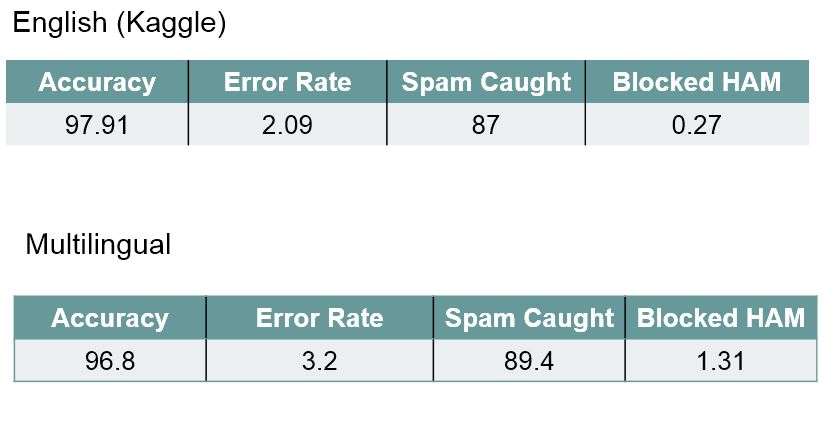 English (Kaggle)
Accuracy Error Rate Spam Caught Blocked HAM
97.91 2.09 87 0.27
Multilingual
Accuracy Error Rate Spam Caught Blocked HAM
96.8 3.2 89.4 1.31